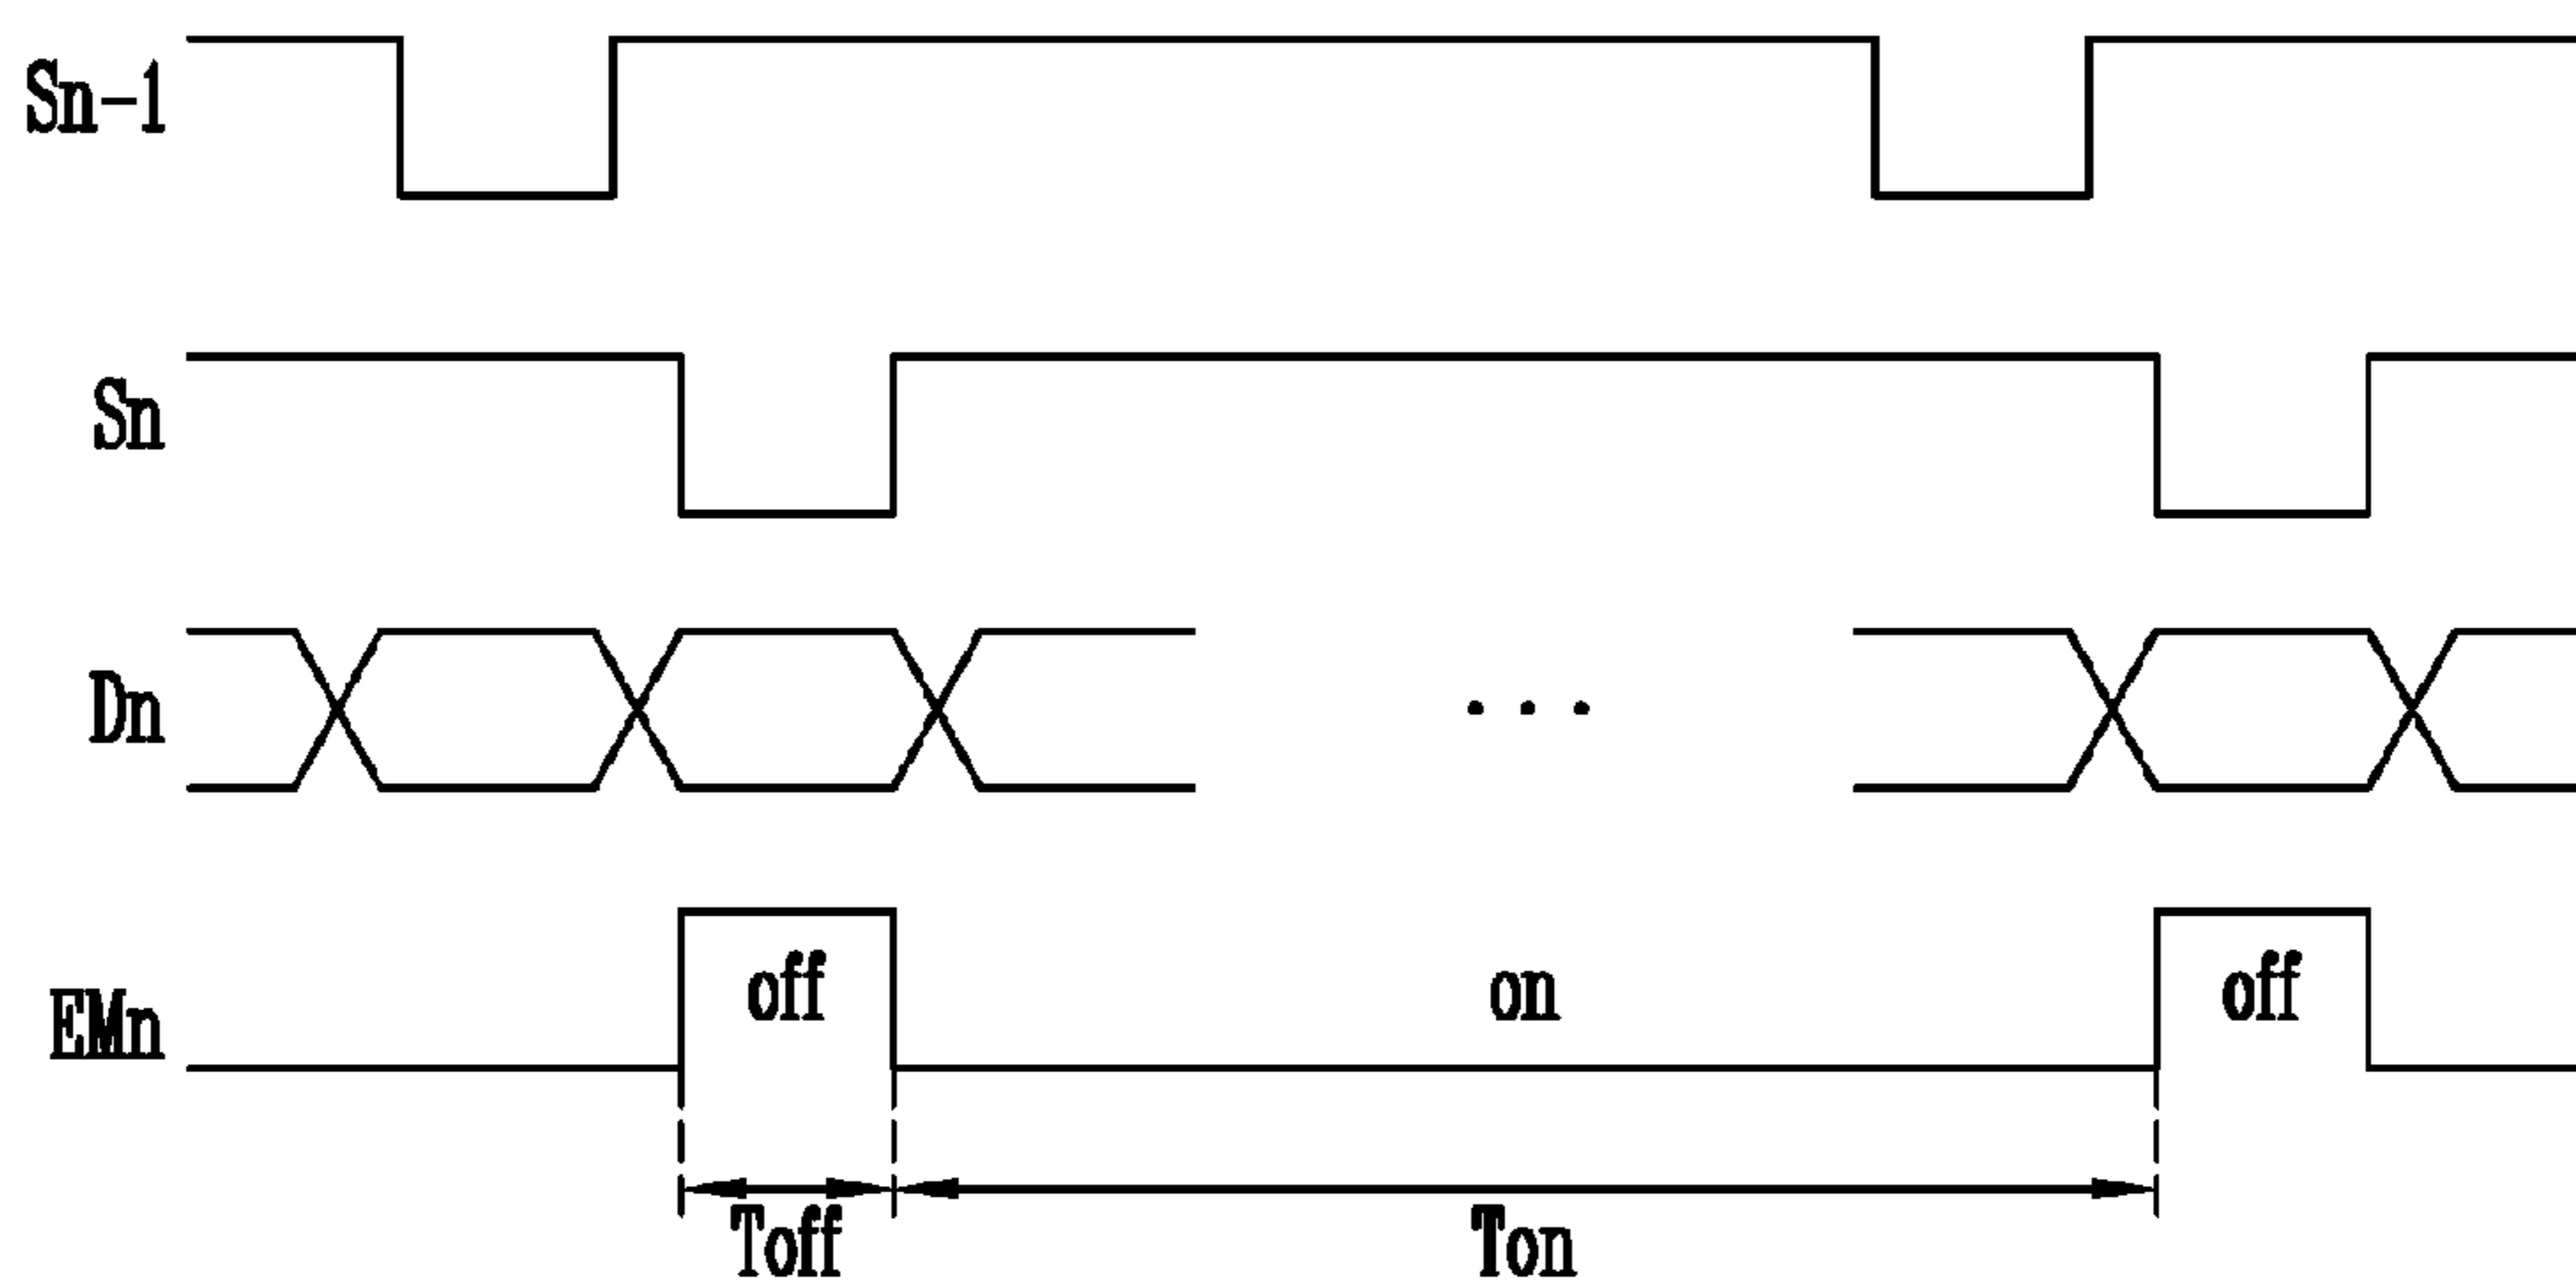 Sn-1
Sn
Dn
. . .
EMn
off
on
off
Toff
Ton